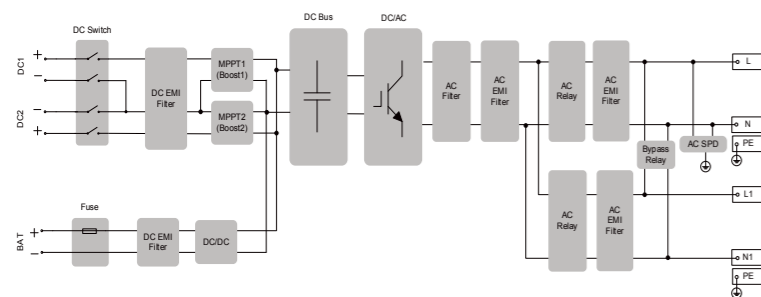 DC Switch
DC Bus
DC/AC
DC1
+
−
DC2
−
+
DC EMI
Filter
MPPT1
(Boost1)
MPPT2
(Boost2)
AC
Filter
AC
EMI
Filter
AC
Relay
AC
EMI
Filter
L
N
PE
Bypass
Relay
AC SPD
AC
Relay
AC
EMI
Filter
L1
N1
PE
Fuse
BAT
+
−
DC EMI
Filter
DC/DC